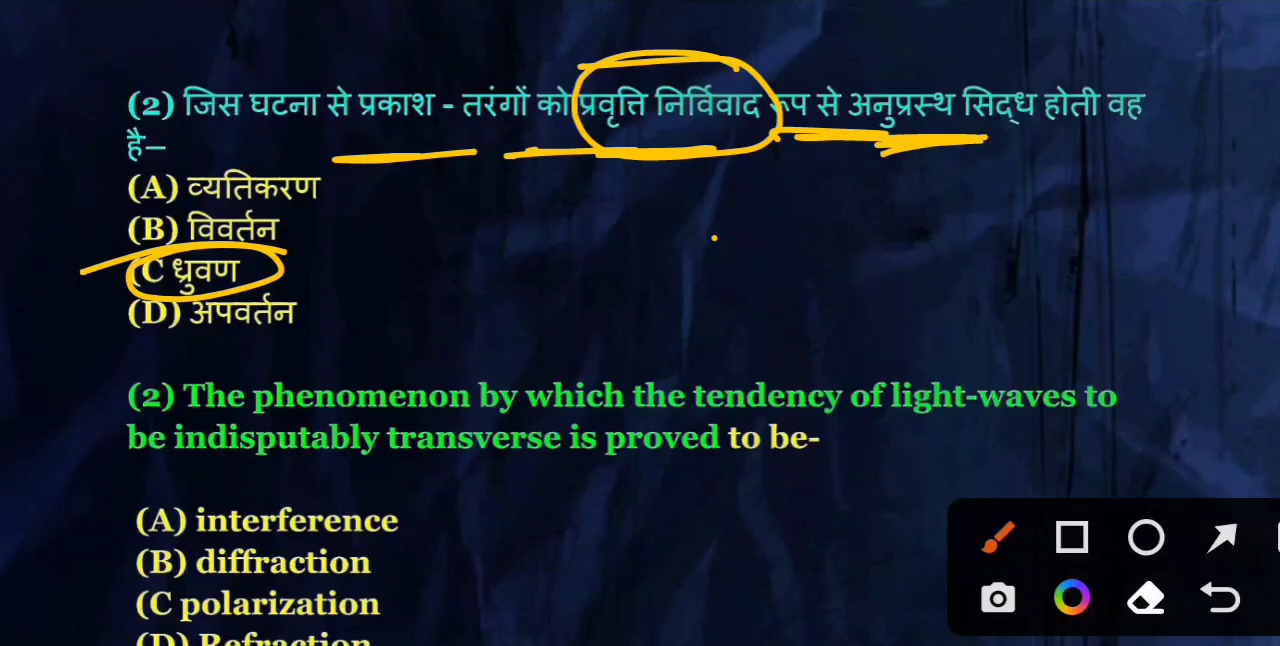 (2) जिस घटना से प्रकाश - तरंगों को प्रवृत्ति निर्विवाद रूप से अनुप्रस्थ सिद्ध होती वह
है–
(A) व्यतिकरण
(B) विवर्तन
(C ध्रुवण
(D) अपवर्तन
(2) The phenomenon by which the tendency of light-waves to
be indisputably transverse is proved to be-
(A) interference
(B) diffraction
(C polarization
(D) Refraction